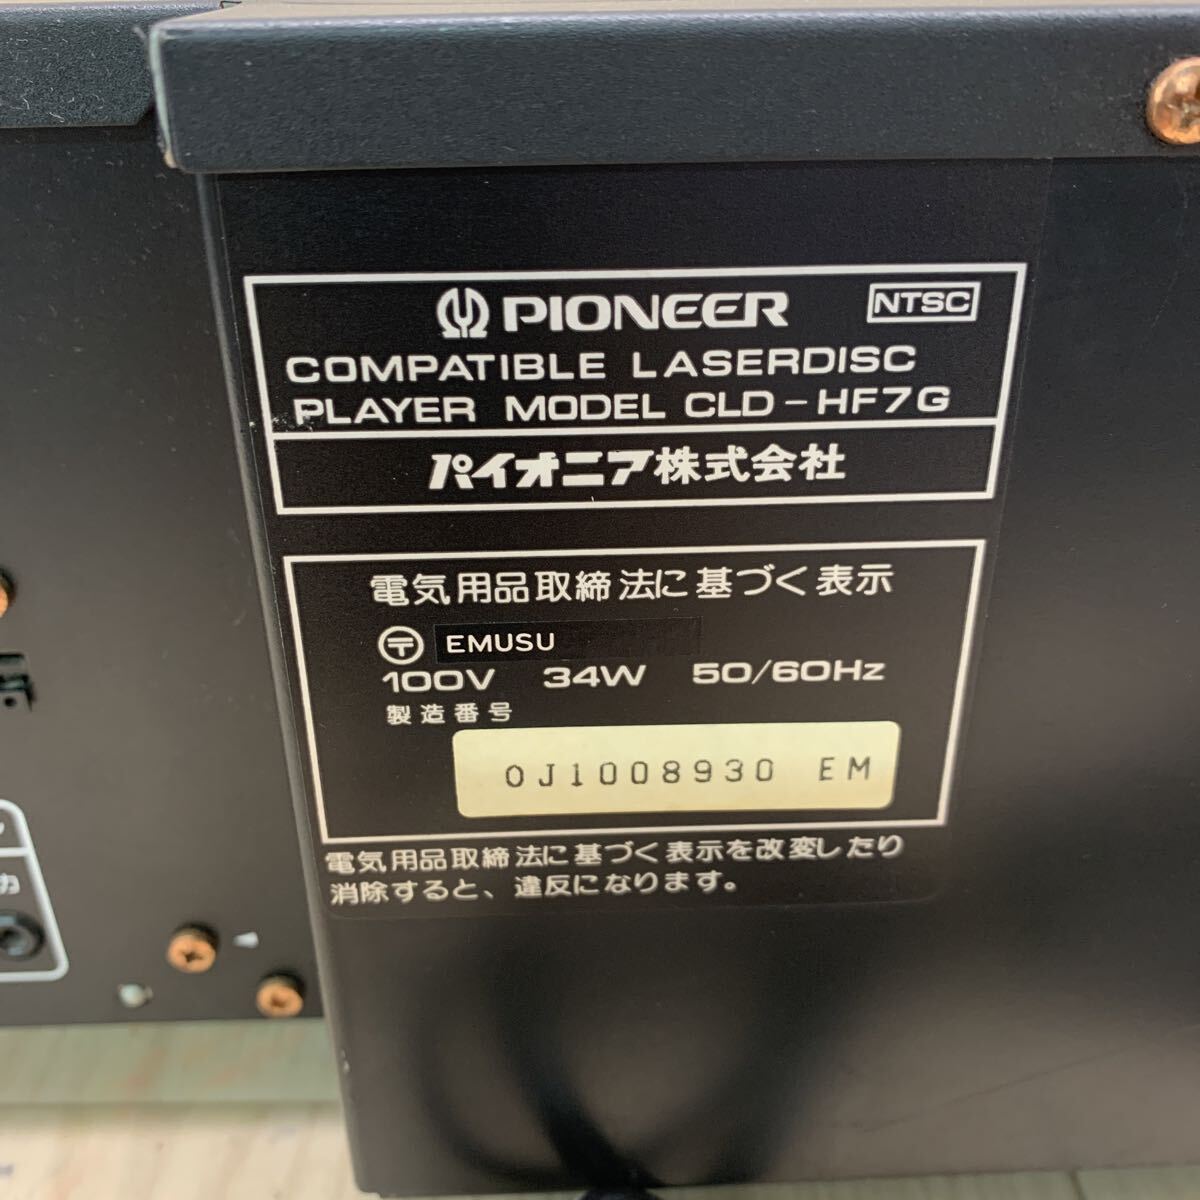 PIONEER NTSC
COMPATIBLE LASERDISC
PLAYER MODEL CLD-HF7G
パイオニア株式会社
電気用品取締法に基づく表示
〒 EMUSU
100V 34W 50/60Hz
製造番号
0J1008930 EM
電気用品取締法に基づく表示を改変したり
消除すると、違反になります。
力